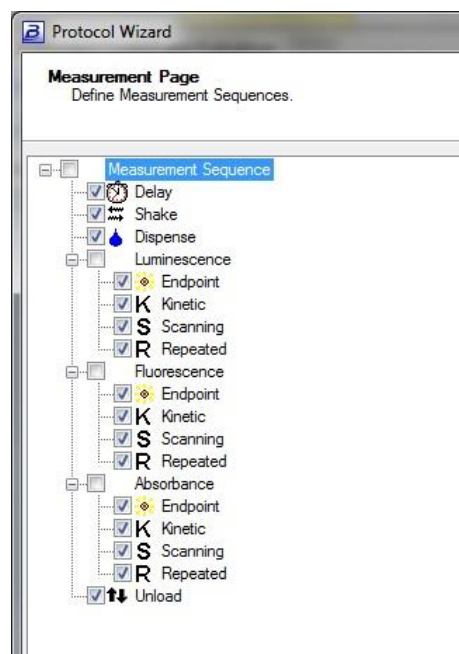 Protocol Wizard
Measurement Page
Define Measurement Sequences.
Measurement Sequence
Delay
Shake
Dispense
Luminescence
Endpoint
K Kinetic
S Scanning
R Repeated
Fluorescence
Endpoint
K Kinetic
S Scanning
R Repeated
Absorbance
Endpoint
K Kinetic
S Scanning
R Repeated
Unload